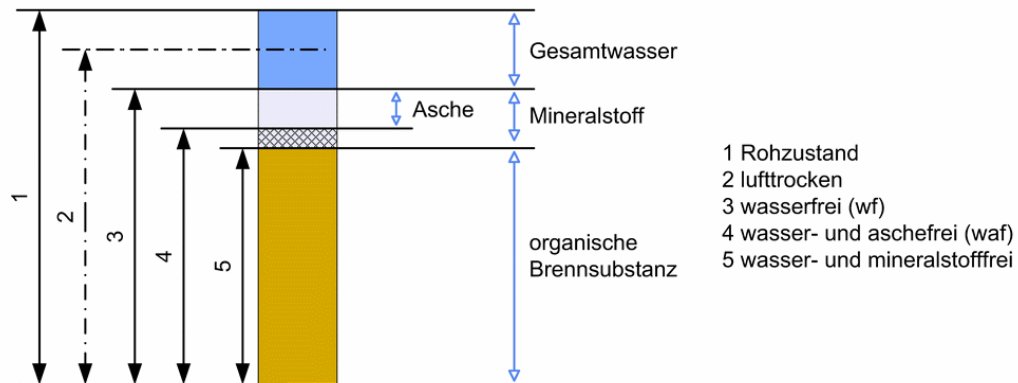 Gesamtwasser
Asche
Mineralstoff
organische
Brennsubstanz
1
2
3
4
5
1 Rohzustand
2 lufttrocken
3 wasserfrei (wf)
4 wasser- und aschefrei (waf)
5 wasser- und mineralstofffrei